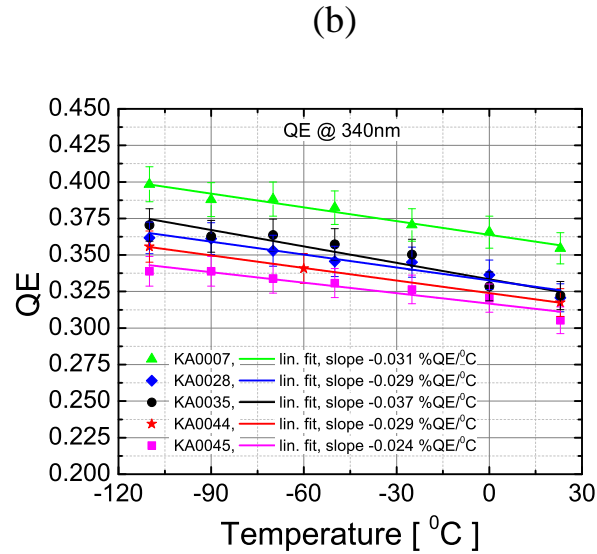 (b)
QE @ 340nm
0.450
0.425
0.400
0.375
0.350
0.325
0.300
0.275
0.250
0.225
0.200
QE
KA0007, lin. fit, slope -0.031 %QE/⁰C
KA0028, lin. fit, slope -0.029 %QE/⁰C
KA0035, lin. fit, slope -0.037 %QE/⁰C
KA0044, lin. fit, slope -0.029 %QE/⁰C
KA0045, lin. fit, slope -0.024 %QE/⁰C
-120 -90 -60 -30 0 30
Temperature [ ⁰C ]